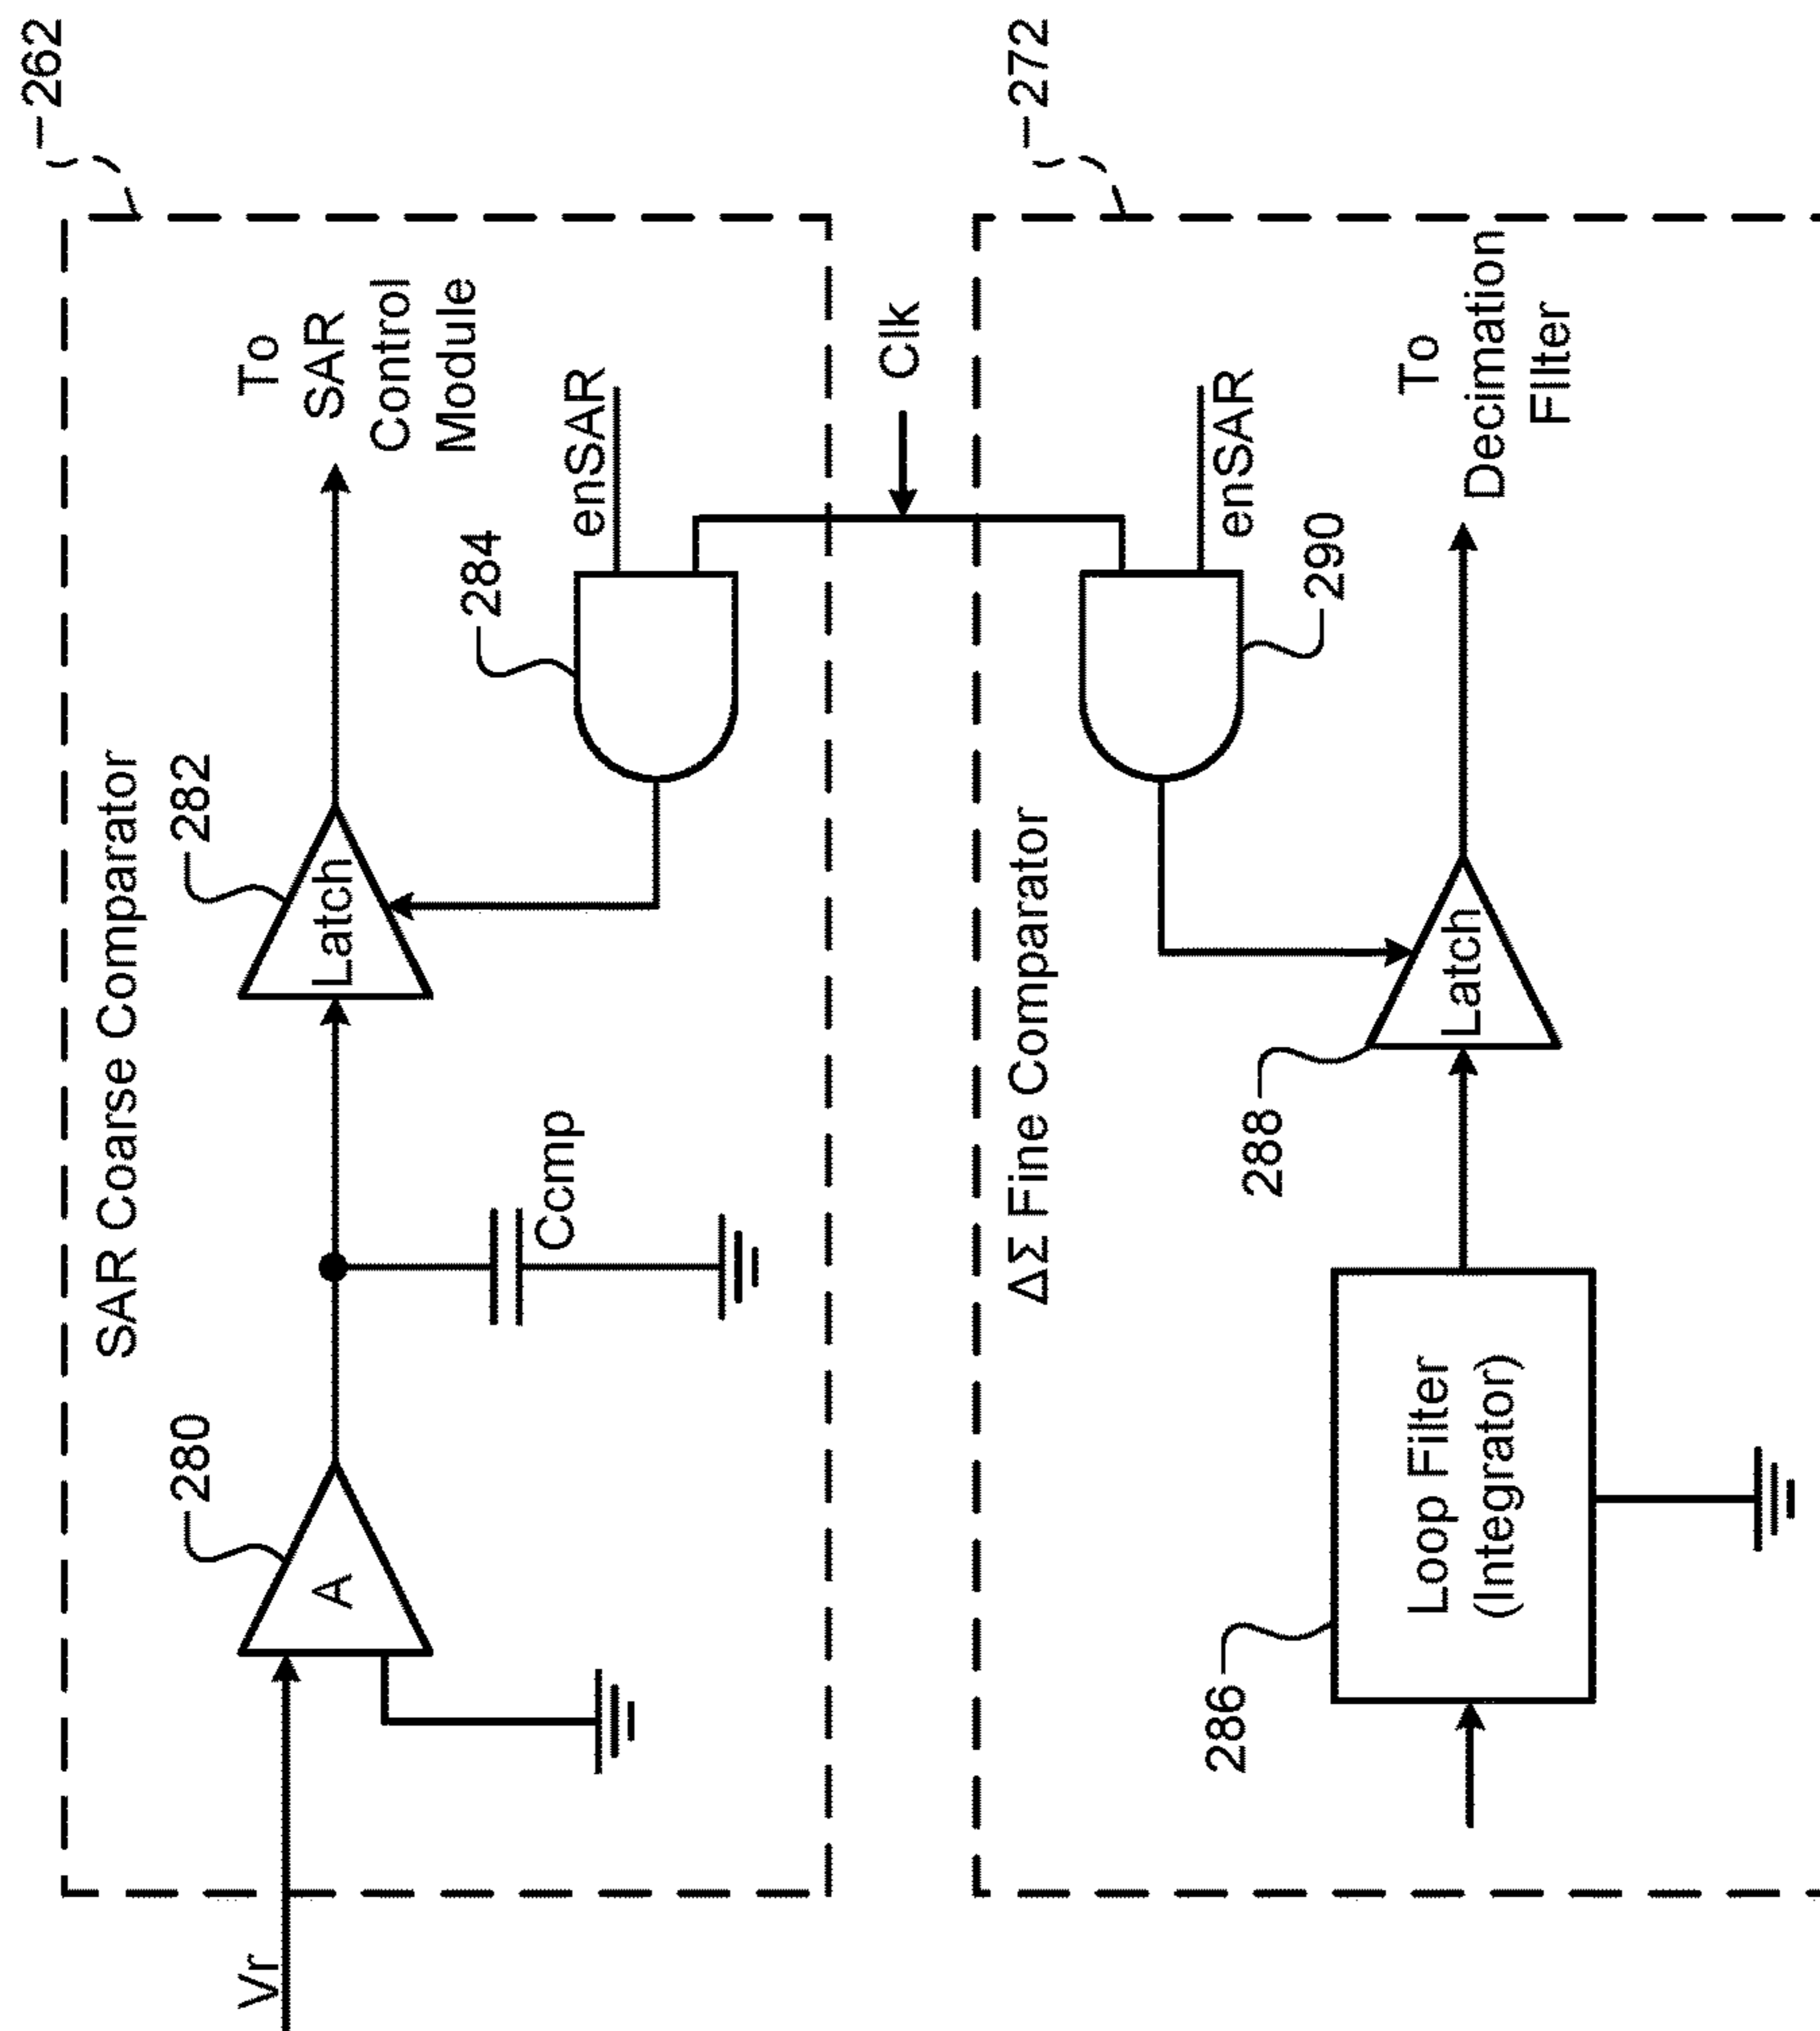 262
SAR Coarse Comparator
Vr
280
A
Ccmp
282
Latch
To
SAR
Control
Module
284
enSAR
Clk
272
ΔΣ Fine Comparator
286
Loop Filter
(Integrator)
288
Latch
290
enSAR
To
Decimation
FIlter